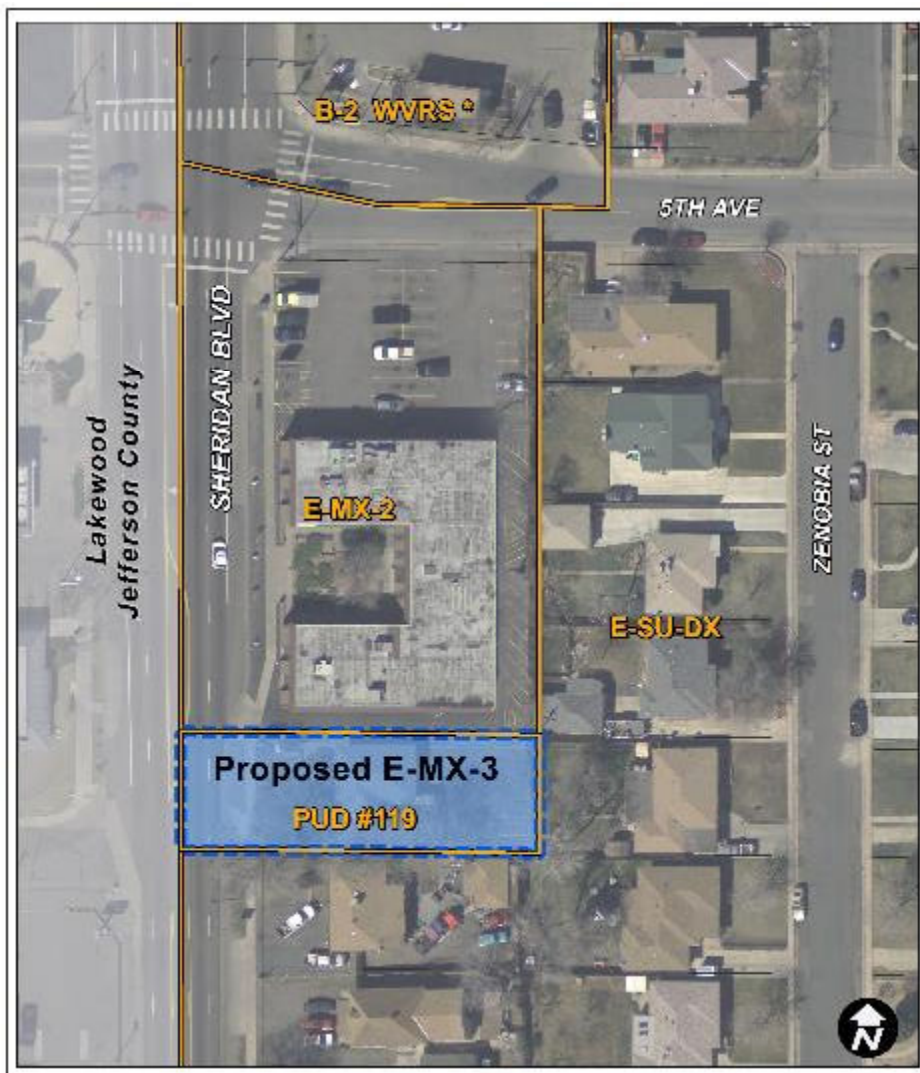 B-2 WVRS *
5TH AVE
SHERIDAN BLVD
Lakewood
Jefferson County
E-MX-2
ZENOBIA ST
E-SU-DX
Proposed E-MX-3
PUD #119
N